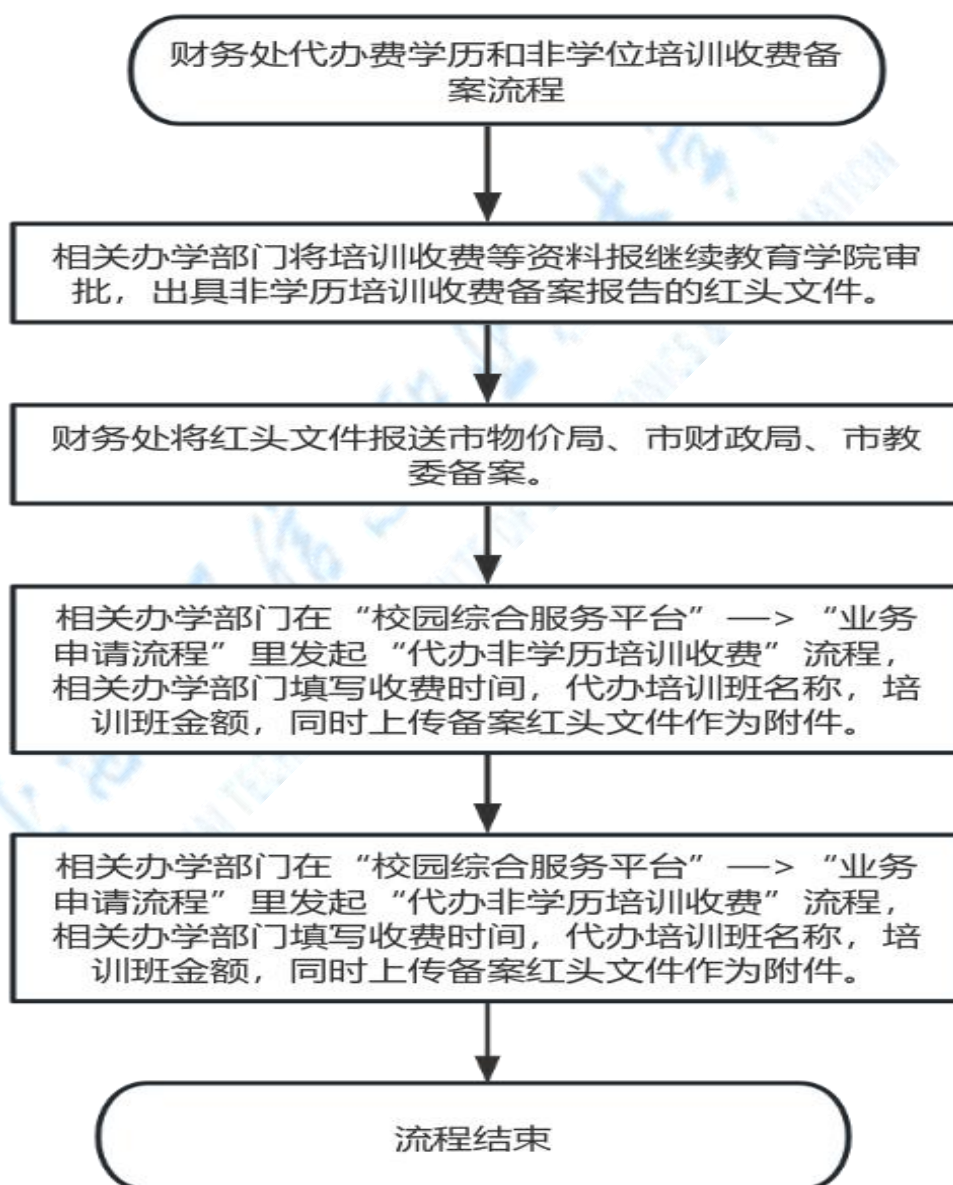 财务处代办费学历和非学位培训收费备
案流程
相关办学部门将培训收费等资料报继续教育学院审
批，出具非学历培训收费备案报告的红头文件。
财务处将红头文件报送市物价局、市财政局、市教
委备案。
相关办学部门在“校园综合服务平台”—>“业务
申请流程”里发起“代办非学历培训收费”流程，
相关办学部门填写收费时间，代办培训班名称，培
训班金额，同时上传备案红头文件作为附件。
相关办学部门在“校园综合服务平台”—>“业务
申请流程”里发起“代办非学历培训收费”流程，
相关办学部门填写收费时间，代办培训班名称，培
训班金额，同时上传备案红头文件作为附件。
流程结束